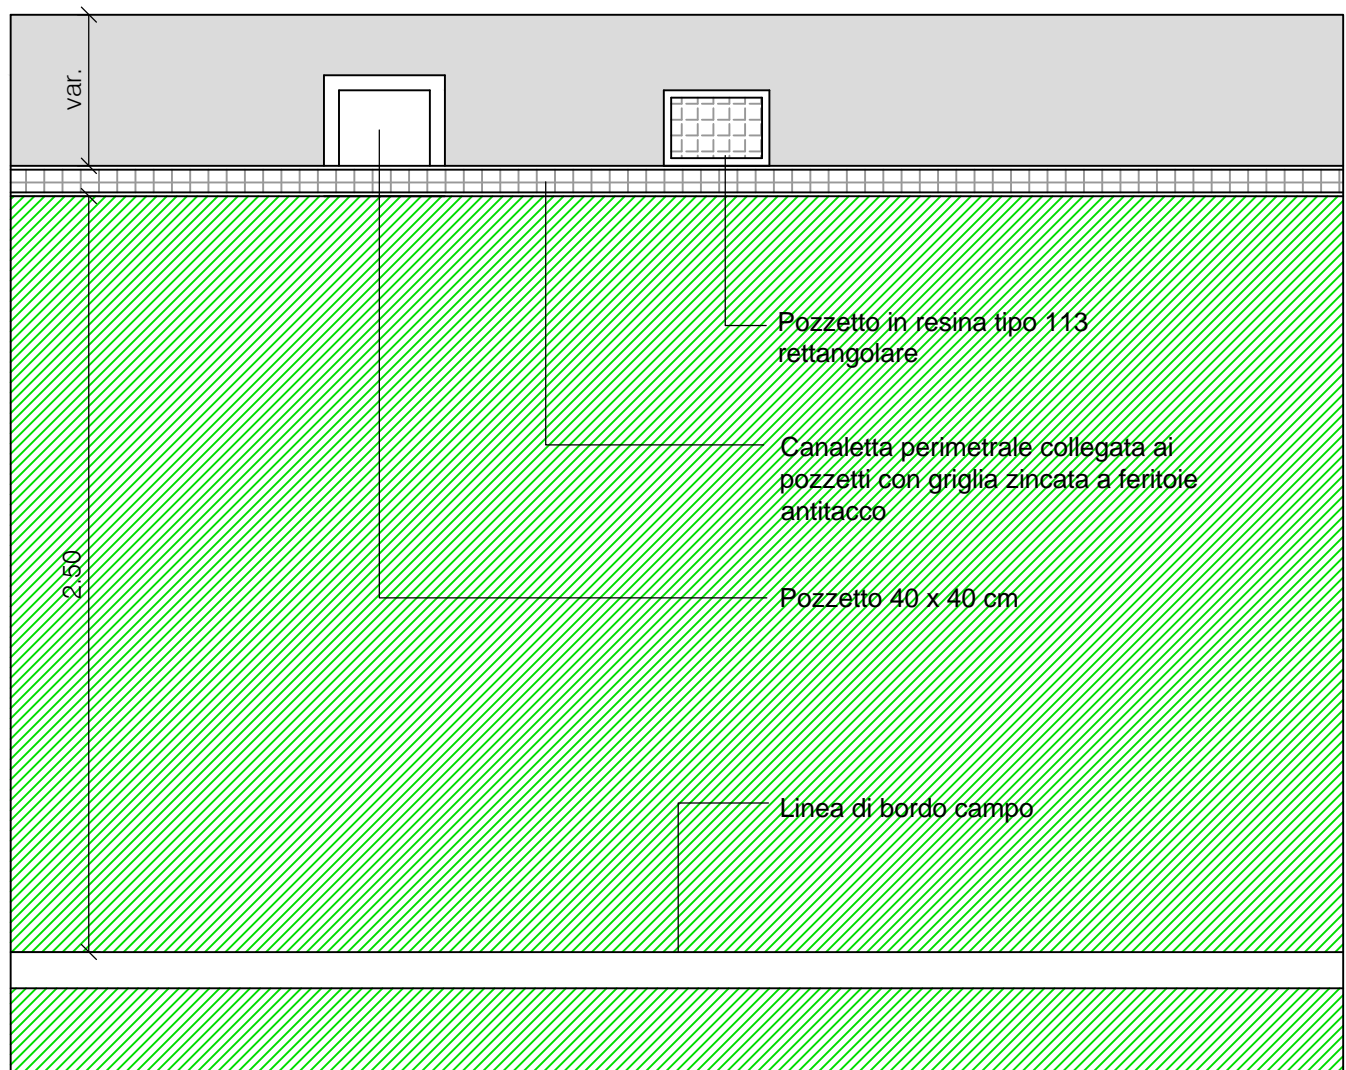 var.
Pozzetto in resina tipo 113
rettangolare
Canaletta perimetrale collegata ai
pozzetti con griglia zincata a feritoie
antitacco
2.50
Pozzetto 40 x 40 cm
Linea di bordo campo